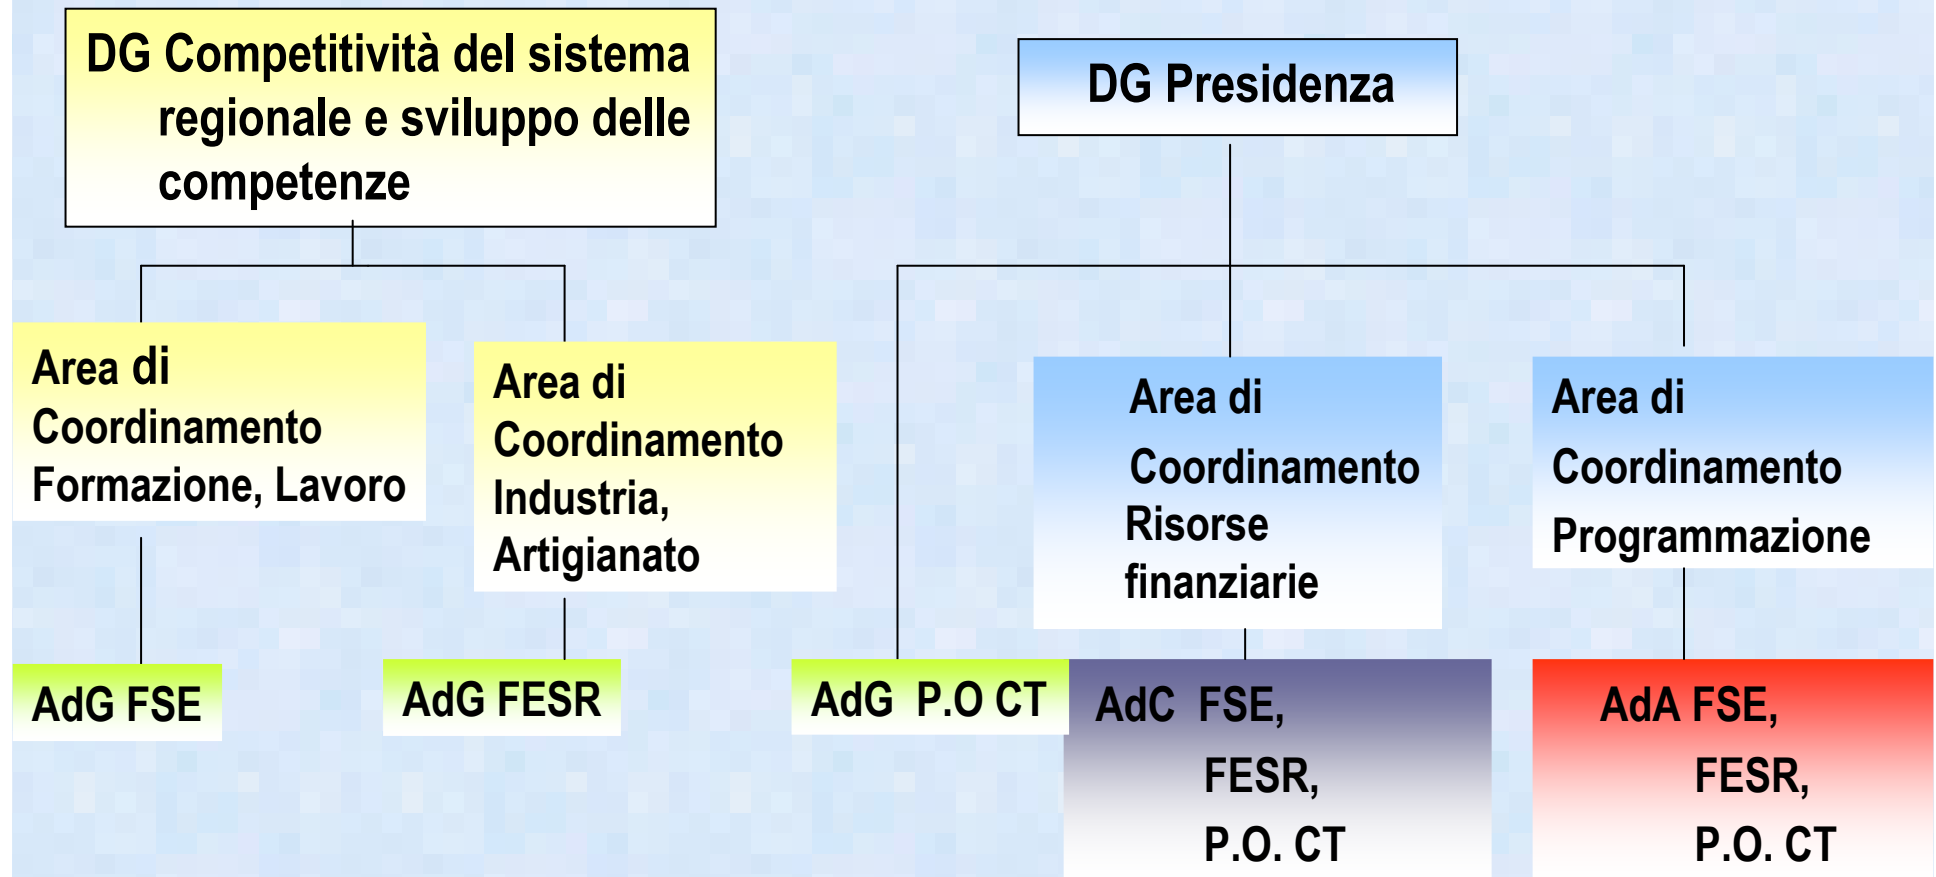 DG Competitività del sistema
regionale e sviluppo delle
competenze
DG Presidenza
Area di
Coordinamento
Formazione, Lavoro
Area di
Coordinamento
Industria,
Artigianato
Area di
Coordinamento
Risorse
finanziarie
Area di
Coordinamento
Programmazione
AdG FSE
AdG FESR
AdG P.O CT
AdC FSE,
FESR,
P.O. CT
AdA FSE,
FESR,
P.O. CT